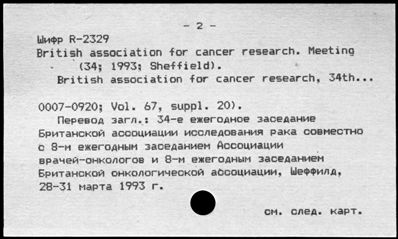 - 2 -
Шифр R-2329
British association for cancer research. Meeting
(34; 1993; Sheffield).
British association for cancer research, 34th...
0007-0920; Vol. 67, suppl. 20).
Перевод загл.: 34-е ежегодное заседание
Британской ассоциации исследования рака совместно
с 8-м ежегодным заседанием Ассоциации
врачей-онкологов и 8-м ежегодным заседанием
Британской онкологической ассоциации, Шеффилд,
28-31 марта 1993 г.
см. след. карт.